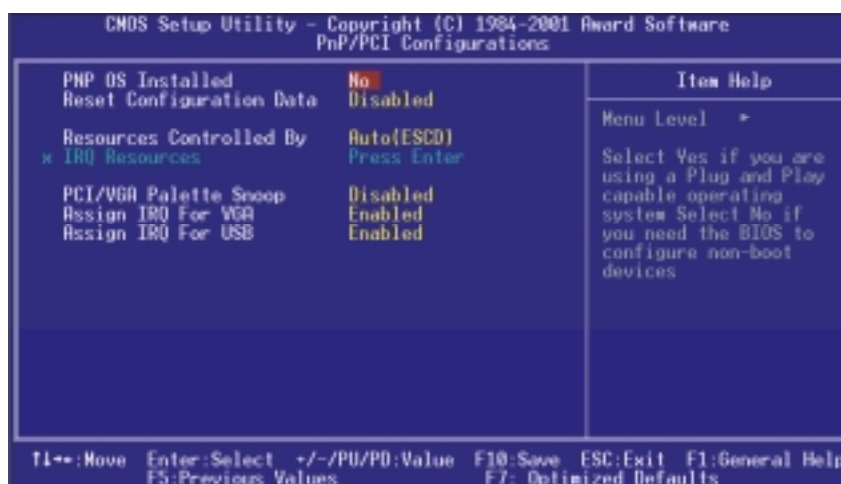 CMOS Setup Utility - Copyright (C) 1984-2001 Award Software
PnP/PCI Configurations
PNP OS Installed No
Reset Configuration Data Disabled
Resources Controlled By Auto(ESCD)
x IRQ Resources Press Enter
PCI/VGA Palette Snoop Disabled
Assign IRQ For VGA Enabled
Assign IRQ For USB Enabled
Item Help
Menu Level ►
Select Yes if you are
using a Plug and Play
capable operating
system Select No if
you need the BIOS to
configure non-boot
devices
↑↓→←:Move Enter:Select +/-/PU/PD:Value F10:Save ESC:Exit F1:General Help
F5:Previous Values F7: Optimized Defaults